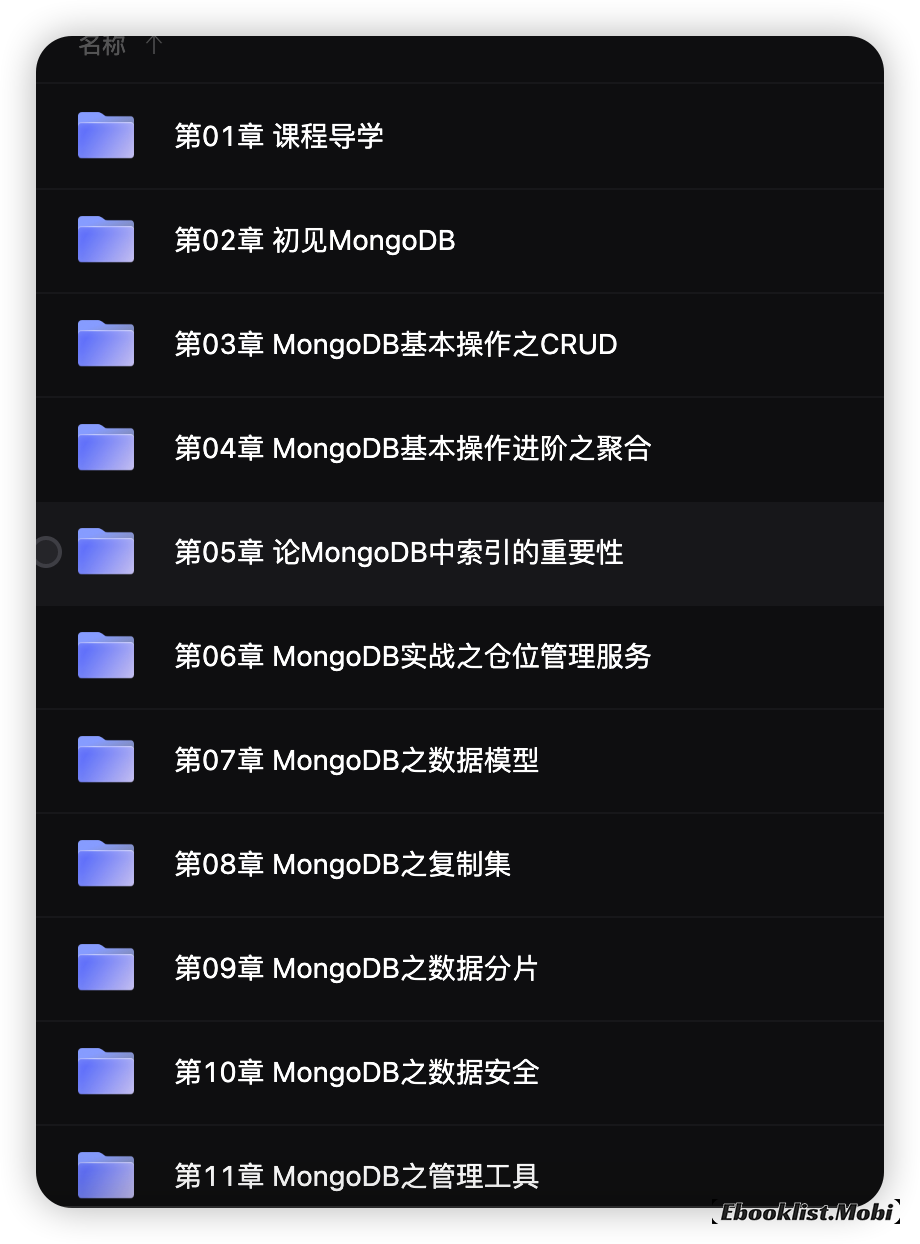 名称 ↑
第01章 课程导学
第02章 初见MongoDB
第03章 MongoDB基本操作之CRUD
第04章 MongoDB基本操作进阶之聚合
第05章 论MongoDB中索引的重要性
第06章 MongoDB实战之仓位管理服务
第07章 MongoDB之数据模型
第08章 MongoDB之复制集
第09章 MongoDB之数据分片
第10章 MongoDB之数据安全
第11章 MongoDB之管理工具
【Ebooklist.Mobi】